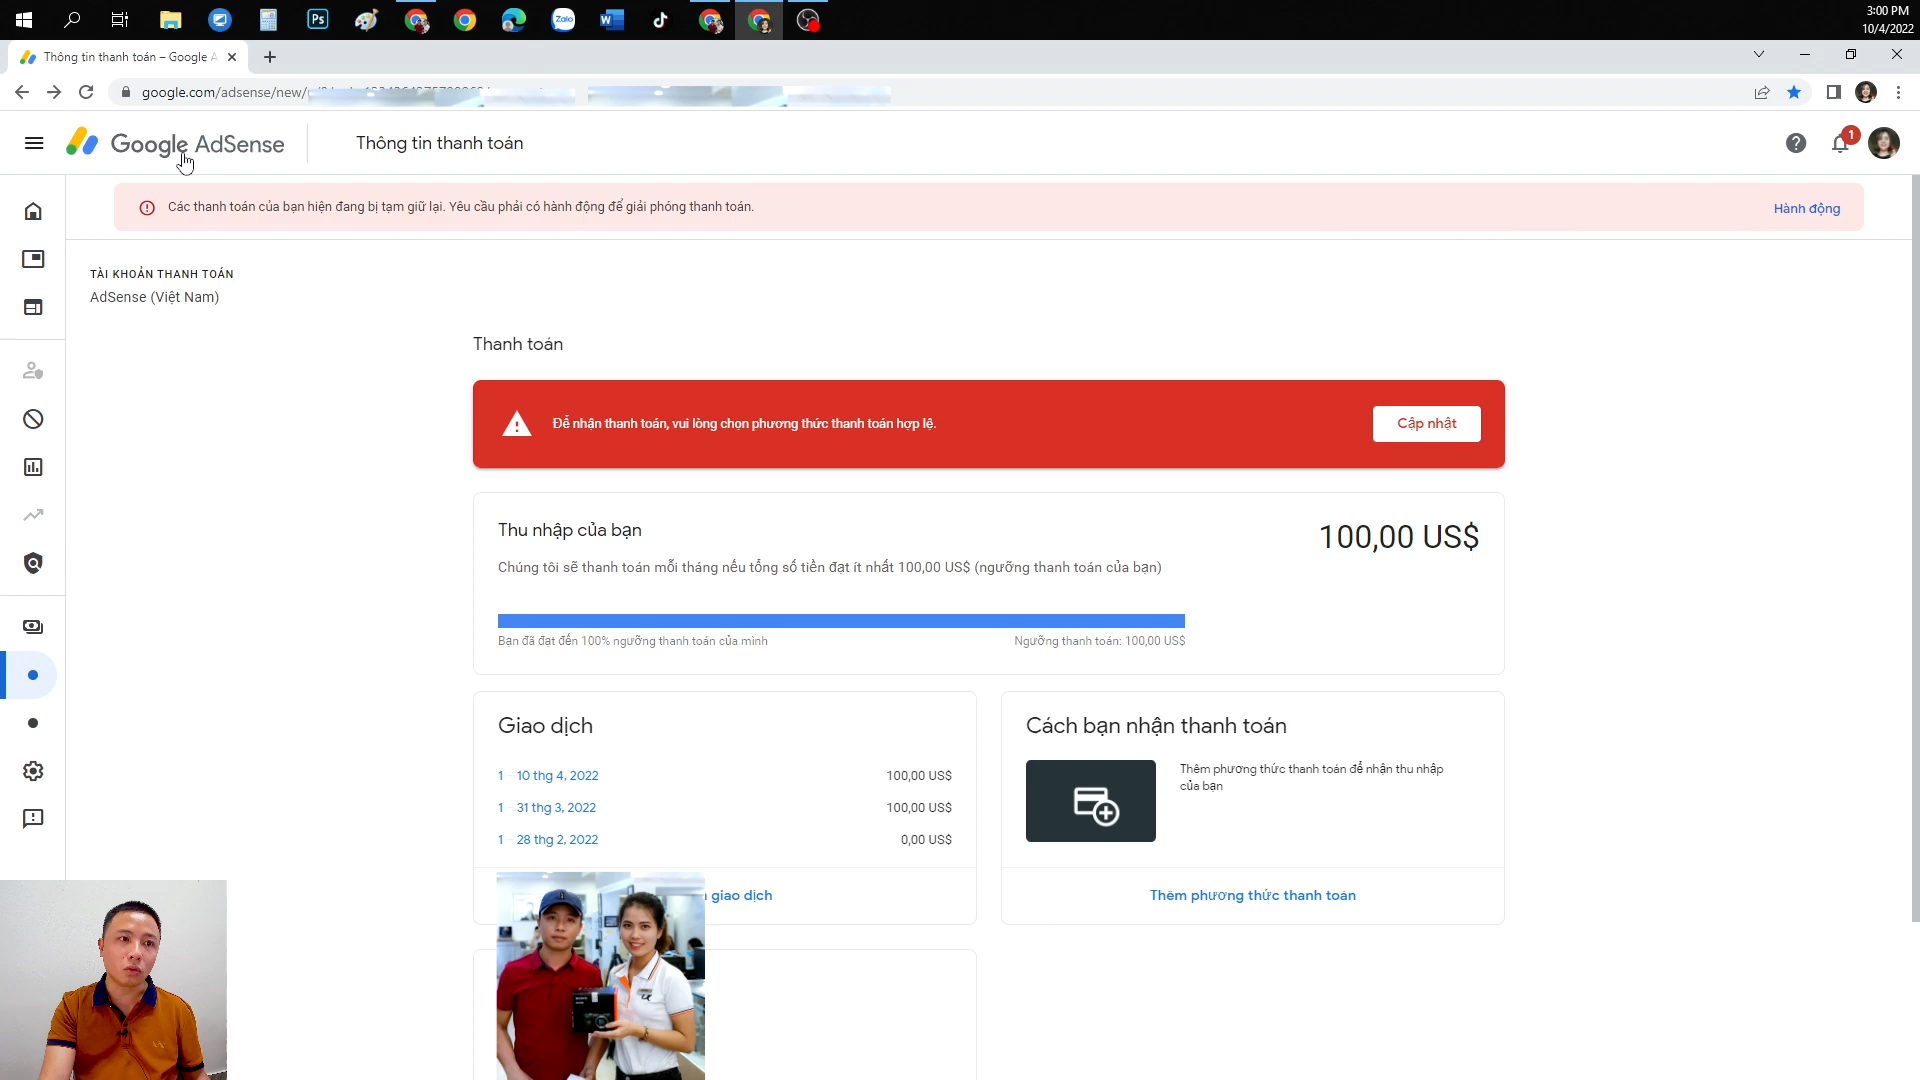 3:00 PM
10/4/2022
Ps
Zalo
W
Thông tin thanh toán – Google A
google.com/adsense/new/
Google AdSense
Thông tin thanh toán
1
Các thanh toán của bạn hiện đang bị tạm giữ lại. Yêu cầu phải có hành động để giải phóng thanh toán.
Hành động
TÀI KHOẢN THANH TOÁN
AdSense (Việt Nam)
Thanh toán
Để nhận thanh toán, vui lòng chọn phương thức thanh toán hợp lệ.
Cập nhật
Thu nhập của bạn
100,00 US$
Chúng tôi sẽ thanh toán mỗi tháng nếu tổng số tiền đạt ít nhất 100,00 US$ (ngưỡng thanh toán của bạn)
Bạn đã đạt đến 100% ngưỡng thanh toán của mình
Ngưỡng thanh toán: 100,00 US$
Giao dịch
1 – 10 thg 4, 2022
100,00 US$
1 – 31 thg 3, 2022
100,00 US$
1 – 28 thg 2, 2022
0,00 US$
giao dịch
Cách bạn nhận thanh toán
Thêm phương thức thanh toán để nhận thu nhập
của bạn
Thêm phương thức thanh toán